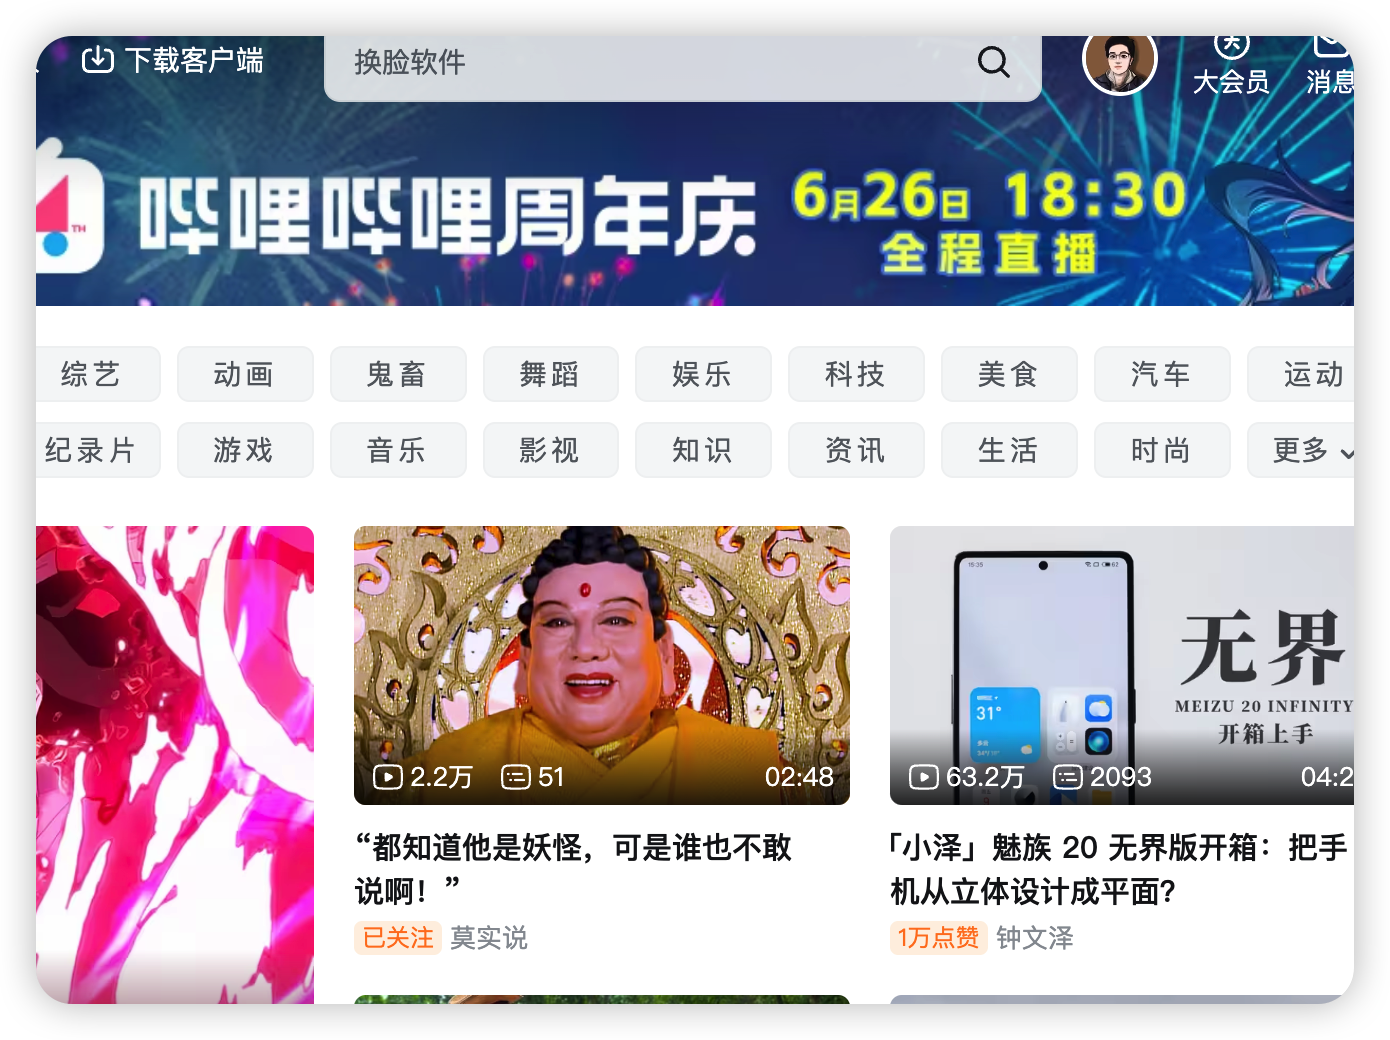 下载客户端
换脸软件
大会员
消息
TM
哔哩哔哩周年庆
6月26日 18:30
全程直播
综艺
动画
鬼畜
舞蹈
娱乐
科技
美食
汽车
运动
纪录片
游戏
音乐
影视
知识
资讯
生活
时尚
更多
2.2万
51
02:48
“都知道他是妖怪，可是谁也不敢
说啊！”
已关注 莫实说
31°
无界
MEIZU 20 INFINITY
开箱上手
63.2万
2093
04:2
「小泽」魅族 20 无界版开箱：把手
机从立体设计成平面?
1万点赞 钟文泽